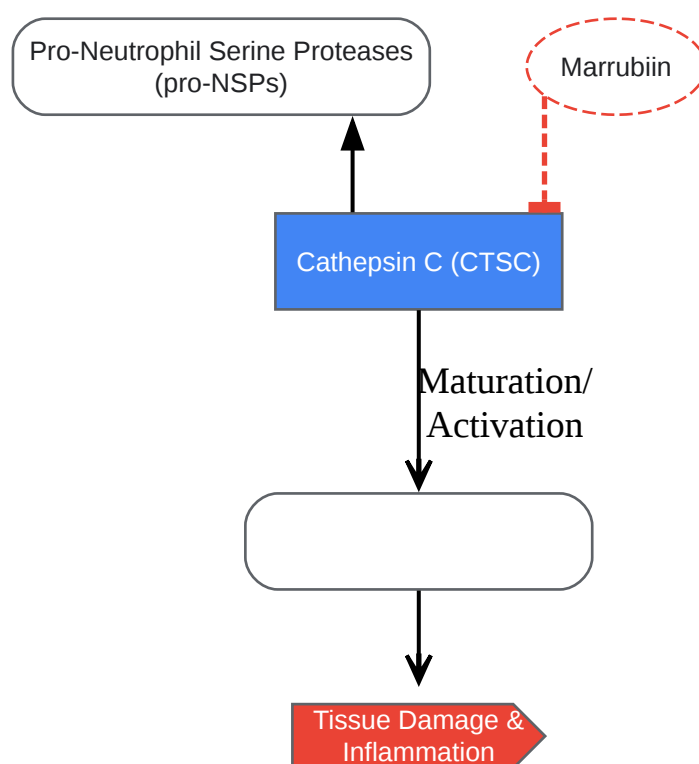 Pro-Neutrophil Serine Proteases
(pro-NSPs)
Marrubiin
Cathepsin C (CTSC)
Maturation/
Activation
Tissue Damage &
Inflammation